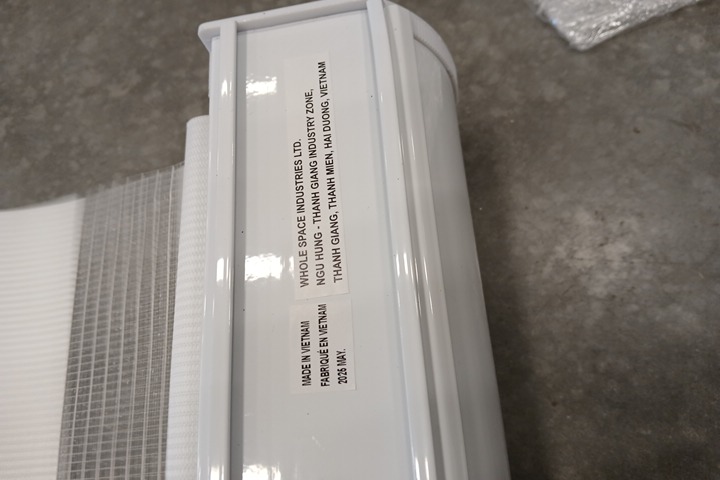 WHOLE SPACE INDUSTRIES LTD.
NGU HUNG - THANH GIANG INDUSTRY ZONE,
THANH GIANG, THANH MIEN, HAI DUONG, VIETNAM
MADE IN VIETNAM
FABRIQUÉ EN VIETNAM
2025 MAY.